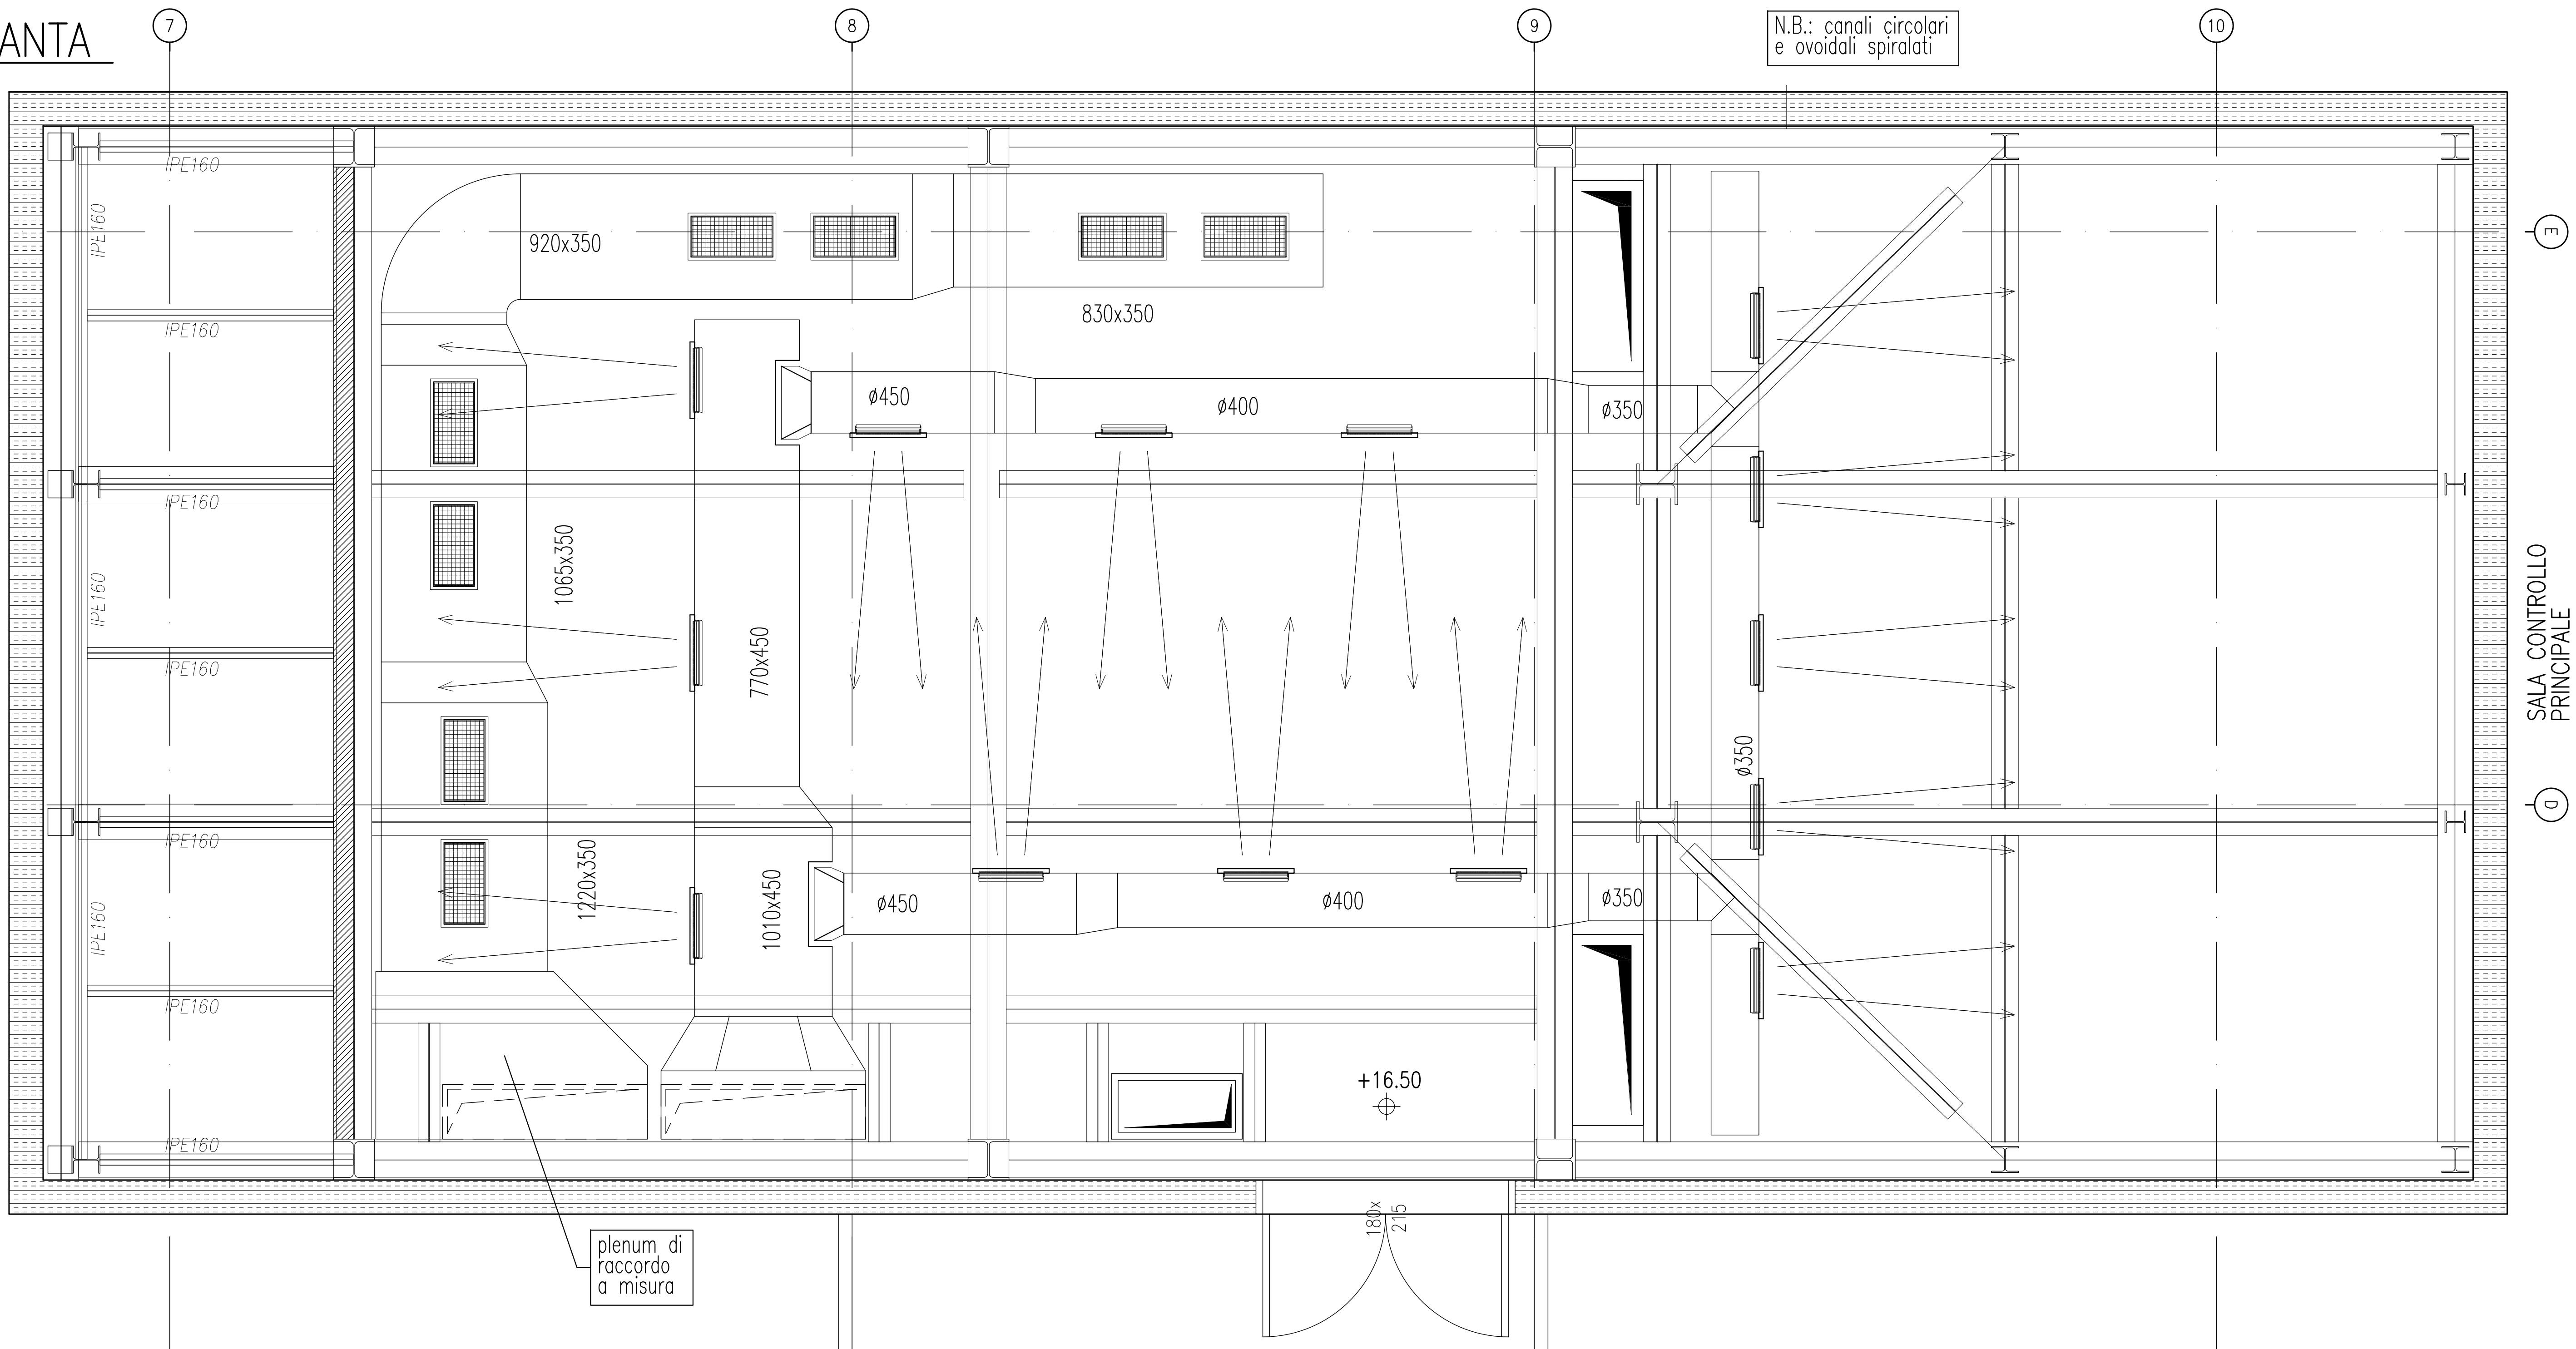 ANTA
7
8
9
10
N.B.: canali circolari
e ovoidali spiralati
IPE160
IPE160
920x350
E
830x350
IPE160
ø450
ø400
ø350
IPE160
1065x350
IPE160
SALA CONTROLLO
PRINCIPALE
770x450
IPE160
ø350
D
IPE160
1220x350
1010x450
ø450
ø400
ø350
IPE160
IPE160
+16.50
IPE160
180x
215
plenum di
raccordo
a misura